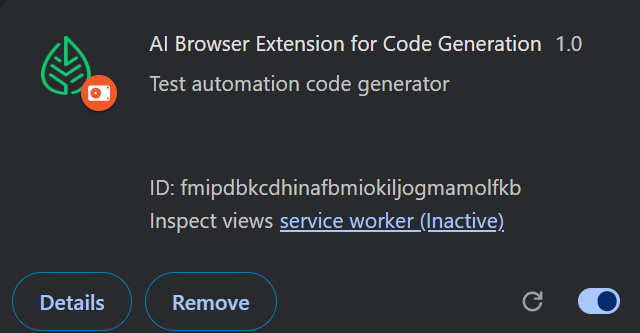 AI Browser Extension for Code Generation 1.0
Test automation code generator
ID: fmipdbkcdhinafbmiokiljogmamolfkb
Inspect views service worker (Inactive)
Details Remove